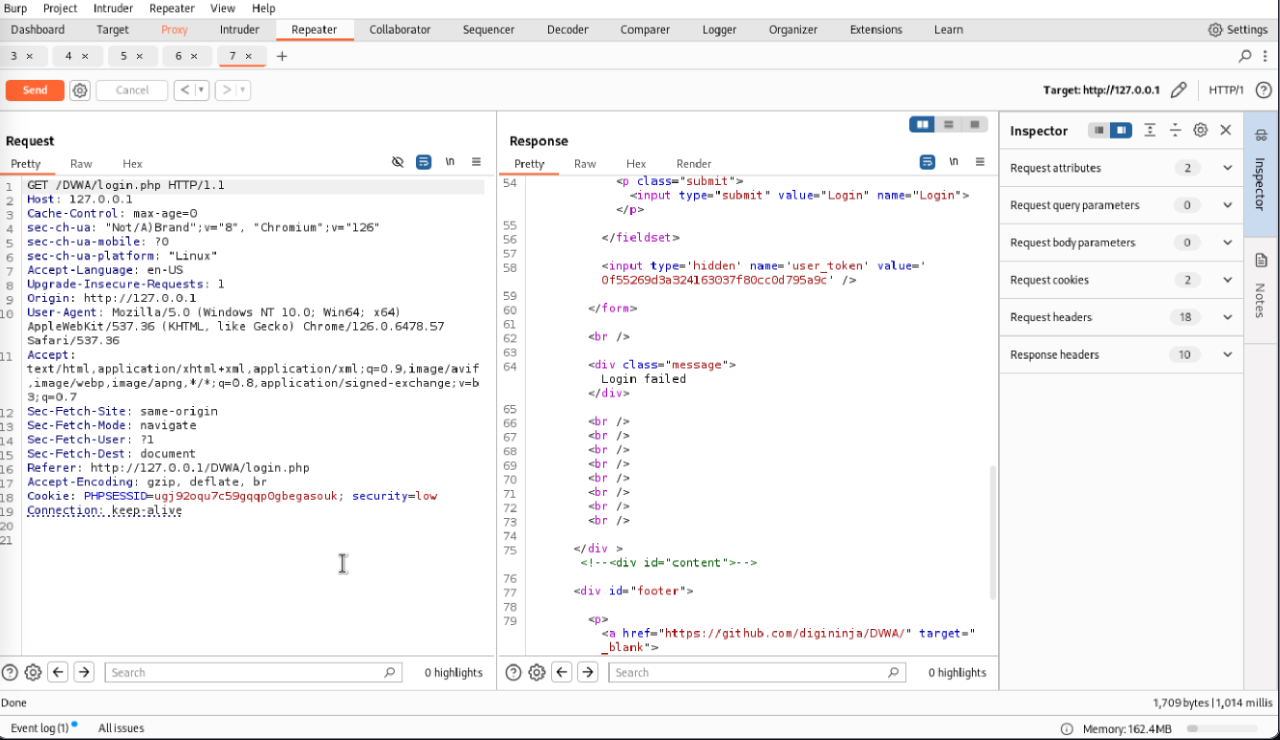 Burp Project Intruder Repeater View Help
Dashboard Target Proxy Intruder Repeater Collaborator Sequencer Decoder Comparer Logger Organizer Extensions Learn Settings
3 × 4 × 5 × 6 × 7 × +
Send Cancel < > Target: http://127.0.0.1 HTTP/1 ?
Request
Pretty Raw Hex \n
1 GET /DVWA/login.php HTTP/1.1
2 Host: 127.0.0.1
3 Cache-Control: max-age=0
4 sec-ch-ua: "Not/A)Brand";v="8", "Chromium";v="126"
5 sec-ch-ua-mobile: ?0
6 sec-ch-ua-platform: "Linux"
7 Accept-Language: en-US
8 Upgrade-Insecure-Requests: 1
9 Origin: http://127.0.0.1
10 User-Agent: Mozilla/5.0 (Windows NT 10.0; Win64; x64)
AppleWebKit/537.36 (KHTML, like Gecko) Chrome/126.0.6478.57
Safari/537.36
11 Accept:
text/html,application/xhtml+xml,application/xml;q=0.9,image/avif
,image/webp,image/apng,*/*;q=0.8,application/signed-exchange;v=b
3;q=0.7
12 Sec-Fetch-Site: same-origin
13 Sec-Fetch-Mode: navigate
14 Sec-Fetch-User: ?1
15 Sec-Fetch-Dest: document
16 Referer: http://127.0.0.1/DVWA/login.php
17 Accept-Encoding: gzip, deflate, br
18 Cookie: PHPSESSID=ugj92oqu7c59gqqp0gbegasouk; security=low
19 Connection: keep-alive
20
21
? Search 0 highlights
Response
Pretty Raw Hex Render \n
54 <p class="submit">
<input type="submit" value="Login" name="Login">
</p>
55
56 </fieldset>
57
58 <input type='hidden' name='user_token' value='
0f55269d3a324163037f80cc0d795a9c' />
59
60 </form>
61
62 <br />
63
64 <div class="message">
Login failed
</div>
65
66 <br />
67 <br />
68 <br />
69 <br />
70 <br />
71 <br />
72 <br />
73 <br />
74
75 </div >
<!--<div id="content">-->
76
77 <div id="footer">
78
79 <p>
<a href="https://github.com/digininja/DVWA/" target="
_blank">
? Search 0 highlights
Inspector
Request attributes 2
Request query parameters 0
Request body parameters 0
Request cookies 2
Request headers 18
Response headers 10
Inspector
Notes
Done 1,709 bytes | 1,014 millis
Event log (1) All issues Memory: 162.4MB